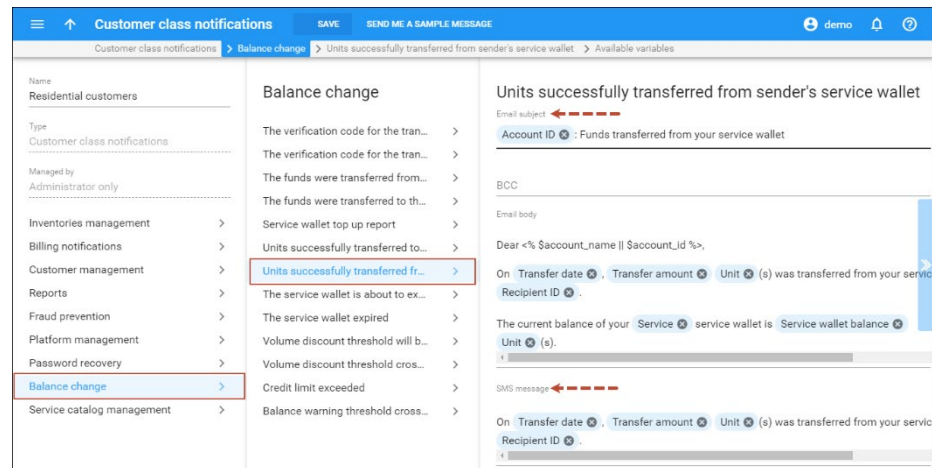 Customer class notifications SAVE SEND ME A SAMPLE MESSAGE demo
Customer class notifications > Balance change > Units successfully transferred from sender's service wallet > Available variables
Name
Residential customers
Type
Customer class notifications
Managed by
Administrator only
Inventories management
Billing notifications
Customer management
Reports
Fraud prevention
Platform management
Password recovery
Balance change
Service catalog management
Balance change
The verification code for the tran...
The verification code for the tran...
The funds were transferred from...
The funds were transferred to th...
Service wallet top up report
Units successfully transferred to...
Units successfully transferred fr...
The service wallet is about to ex...
The service wallet expired
Volume discount threshold will b...
Volume discount threshold cros...
Credit limit exceeded
Balance warning threshold cross...
Units successfully transferred from sender's service wallet
Email subject
Account ID : Funds transferred from your service wallet
BCC
Email body
Dear <% $account_name || $account_id %>,
On Transfer date , Transfer amount Unit (s) was transferred from your servic
Recipient ID .
The current balance of your Service service wallet is Service wallet balance
Unit (s).
SMS message
On Transfer date , Transfer amount Unit (s) was transferred from your servic
Recipient ID .